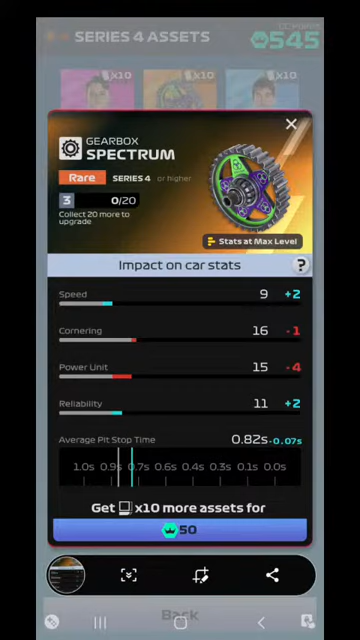 SERIES 4 ASSETS
545
x10 x10 x10
GEARBOX
SPECTRUM
Rare SERIES 4 or higher
3 0/20
Collect 20 more to
upgrade
Stats at Max Level
Impact on car stats ?
Speed 9 +2
Cornering 16 -1
Power Unit 15 -4
Reliability 11 +2
Average Pit Stop Time 0.82s -0.07s
1.0s 0.9s 0.7s 0.6s 0.4s 0.3s 0.1s 0.0s
Get x10 more assets for
50
Back